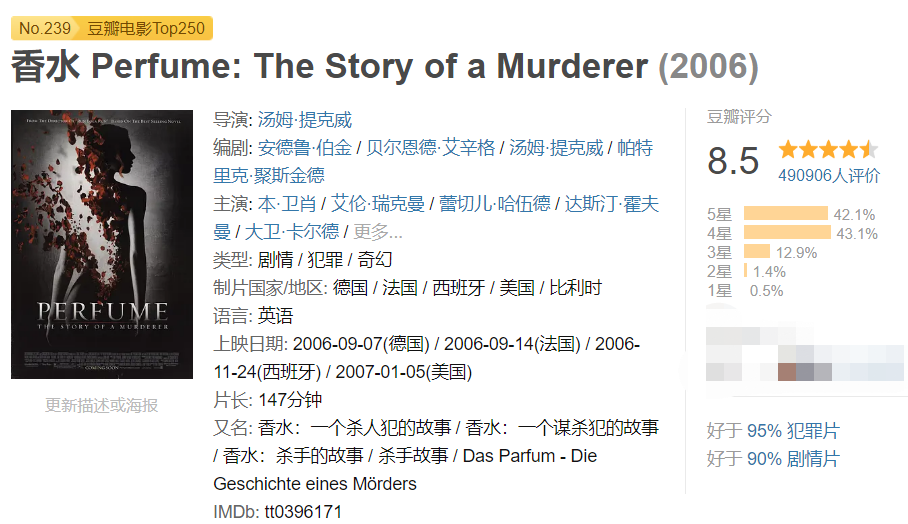 No.239 豆瓣电影Top250
香水 Perfume: The Story of a Murderer (2006)
PERFUME
THE STORY OF A MURDERER
COMING SOON
更新描述或海报
导演: 汤姆·提克威
编剧: 安德鲁·伯金 / 贝尔恩德·艾辛格 / 汤姆·提克威 / 帕特
里克·聚斯金德
主演: 本·卫肖 / 艾伦·瑞克曼 / 蕾切儿·哈伍德 / 达斯汀·霍夫
曼 / 大卫·卡尔德 / 更多...
类型: 剧情 / 犯罪 / 奇幻
制片国家/地区: 德国 / 法国 / 西班牙 / 美国 / 比利时
语言: 英语
上映日期: 2006-09-07(德国) / 2006-09-14(法国) / 2006-
11-24(西班牙) / 2007-01-05(美国)
片长: 147分钟
又名: 香水：一个杀人犯的故事 / 香水：一个谋杀犯的故事
/ 香水：杀手的故事 / 杀手故事 / Das Parfum - Die
Geschichte eines Mörders
IMDb: tt0396171
豆瓣评分
8.5
490906人评价
5星 42.1%
4星 43.1%
3星 12.9%
2星 1.4%
1星 0.5%
好于 95% 犯罪片
好于 90% 剧情片